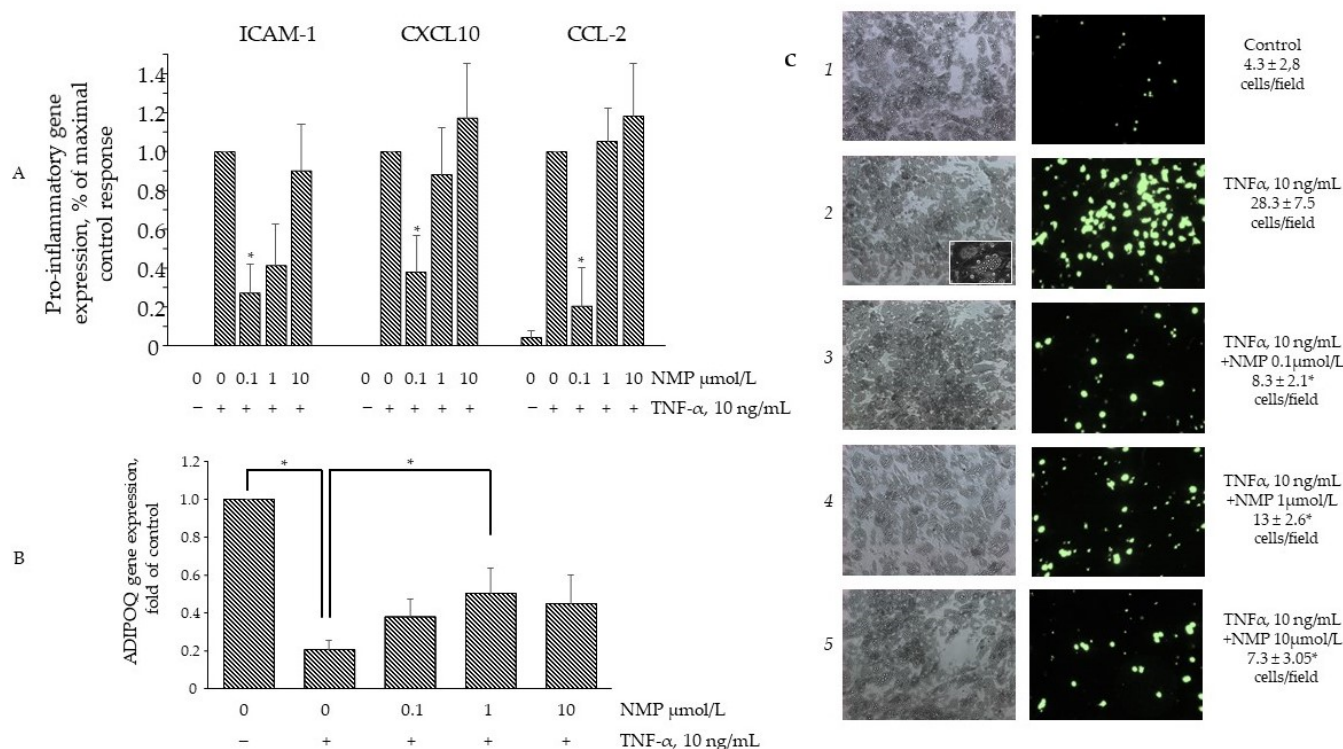 ICAM-1 CXCL10 CCL-2
A
Pro-inflammatory gene
expression, % of maximal
control response
1.4
1.2
1.0
0.8
0.6
0.4
0.2
0
* * *
0 0 0.1 1 10 0 0 0.1 1 10 0 0 0.1 1 10 NMP μmol/L
– + + + + – + + + + – + + + + TNF-α, 10 ng/mL
B
ADIPOQ gene expression,
fold of control
1.2
1.0
0.8
0.6
0.4
0.2
0
* *
0 0 0.1 1 10 NMP μmol/L
– + + + + TNF-α, 10 ng/mL
C
1
Control
4.3 ± 2,8
cells/field
2
TNFα, 10 ng/mL
28.3 ± 7.5
cells/field
3
TNFα, 10 ng/mL
+NMP 0.1μmol/L
8.3 ± 2.1*
cells/field
4
TNFα, 10 ng/mL
+NMP 1μmol/L
13 ± 2.6*
cells/field
5
TNFα, 10 ng/mL
+NMP 10μmol/L
7.3 ± 3.05*
cells/field